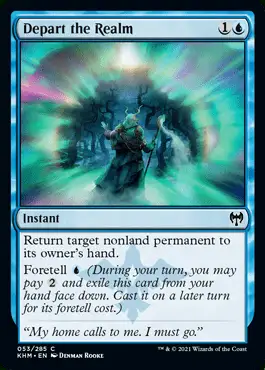 Depart the Realm 1
Instant
Return target nonland permanent to
its owner's hand.
Foretell (During your turn, you may
pay 2 and exile this card from your
hand face down. Cast it on a later turn
for its foretell cost.)
"My home calls to me. I must go."
053/285 C
KHM • EN DENMAN ROOKE
™ & © 2021 Wizards of the Coast